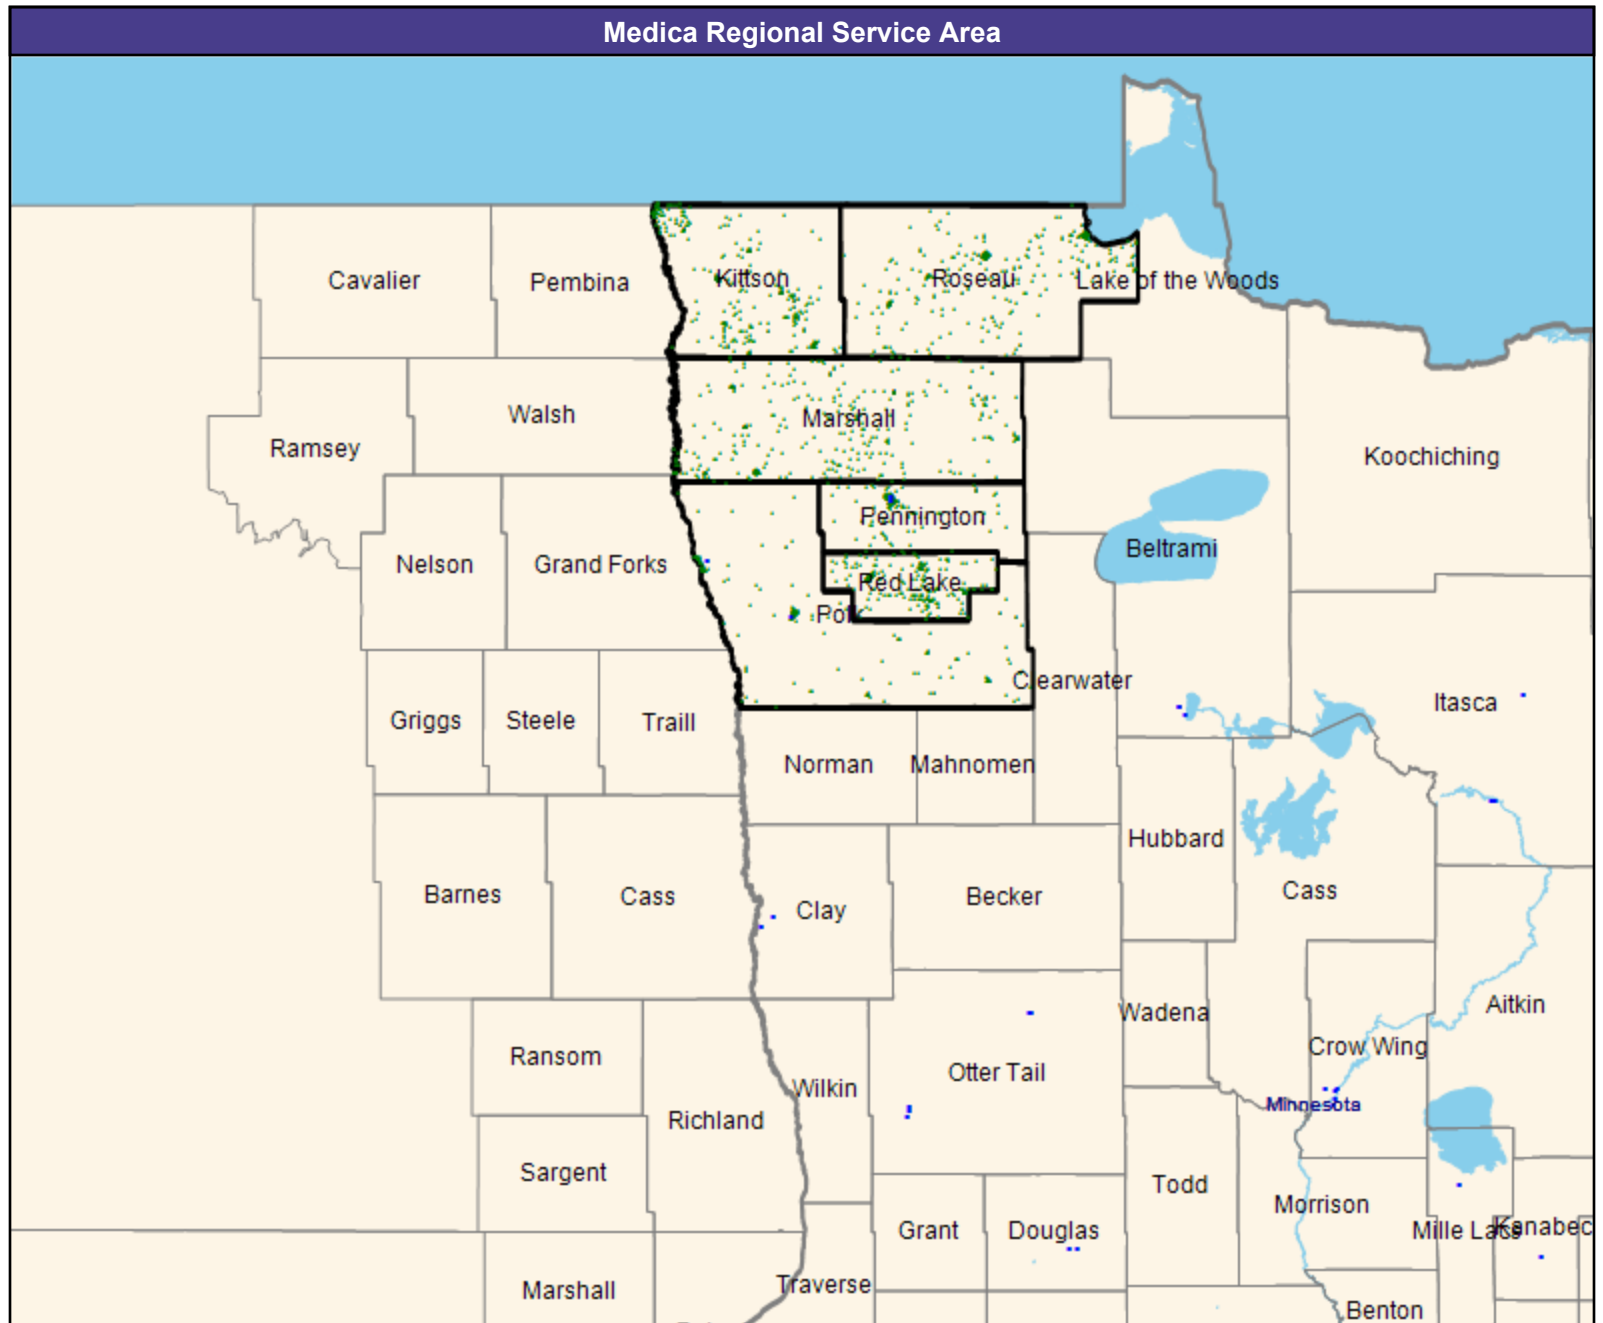 Medica Regional Service Area
Cavalier
Pembina
Kittson
Roseau
Lake of the Woods
Walsh
Marshall
Ramsey
Koochiching
Pennington
Nelson
Grand Forks
Beltrami
Red Lake
Polk
Clearwater
Itasca
Griggs
Steele
Traill
Norman
Mahnomen
Hubbard
Barnes
Cass
Clay
Becker
Cass
Ransom
Wilkin
Otter Tail
Wadena
Aitkin
Crow Wing
Minnesota
Richland
Sargent
Todd
Morrison
Grant
Douglas
Mille Lacs
Kanabec
Marshall
Traverse
Benton